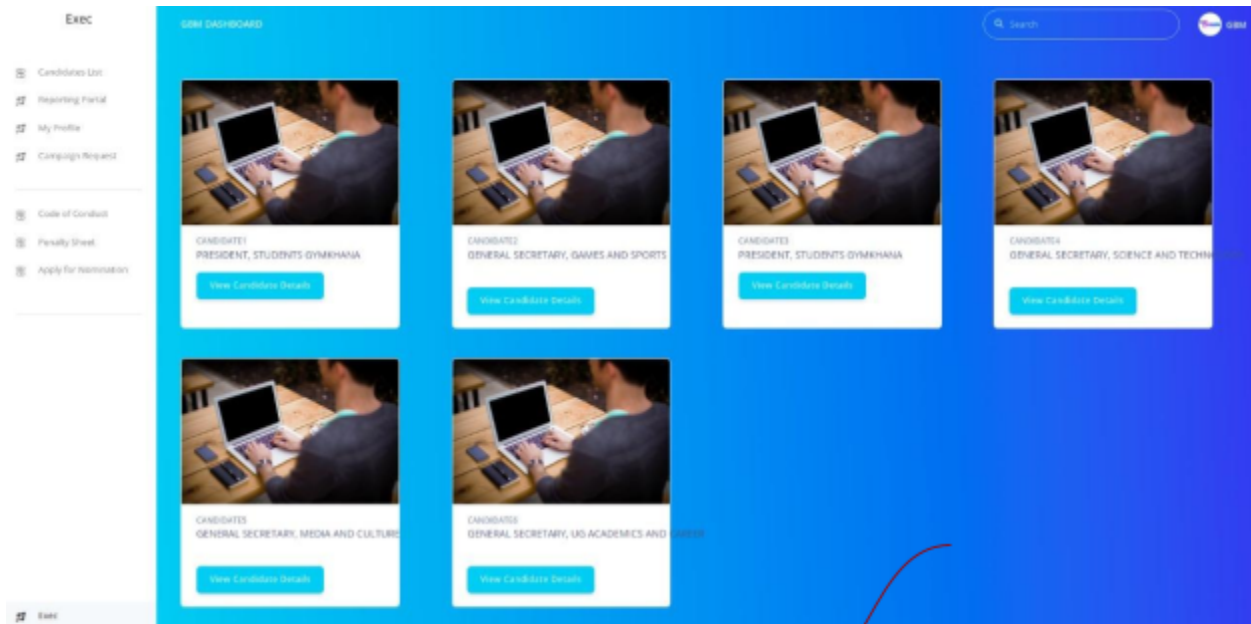 Exec
Candidates List
Reporting Portal
My Profile
Campaign Request
Code of Conduct
Penalty Sheet
Apply for Nomination
Exec
GBM DASHBOARD
Search
GBM
CANDIDATE1
PRESIDENT, STUDENTS GYMKHANA
View Candidate Details
CANDIDATE2
GENERAL SECRETARY, GAMES AND SPORTS
View Candidate Details
CANDIDATE3
PRESIDENT, STUDENTS GYMKHANA
View Candidate Details
CANDIDATE4
GENERAL SECRETARY, SCIENCE AND TECHNOLOGY
View Candidate Details
CANDIDATE5
GENERAL SECRETARY, MEDIA AND CULTURE
View Candidate Details
CANDIDATE6
GENERAL SECRETARY, UG ACADEMICS AND CAREER
View Candidate Details